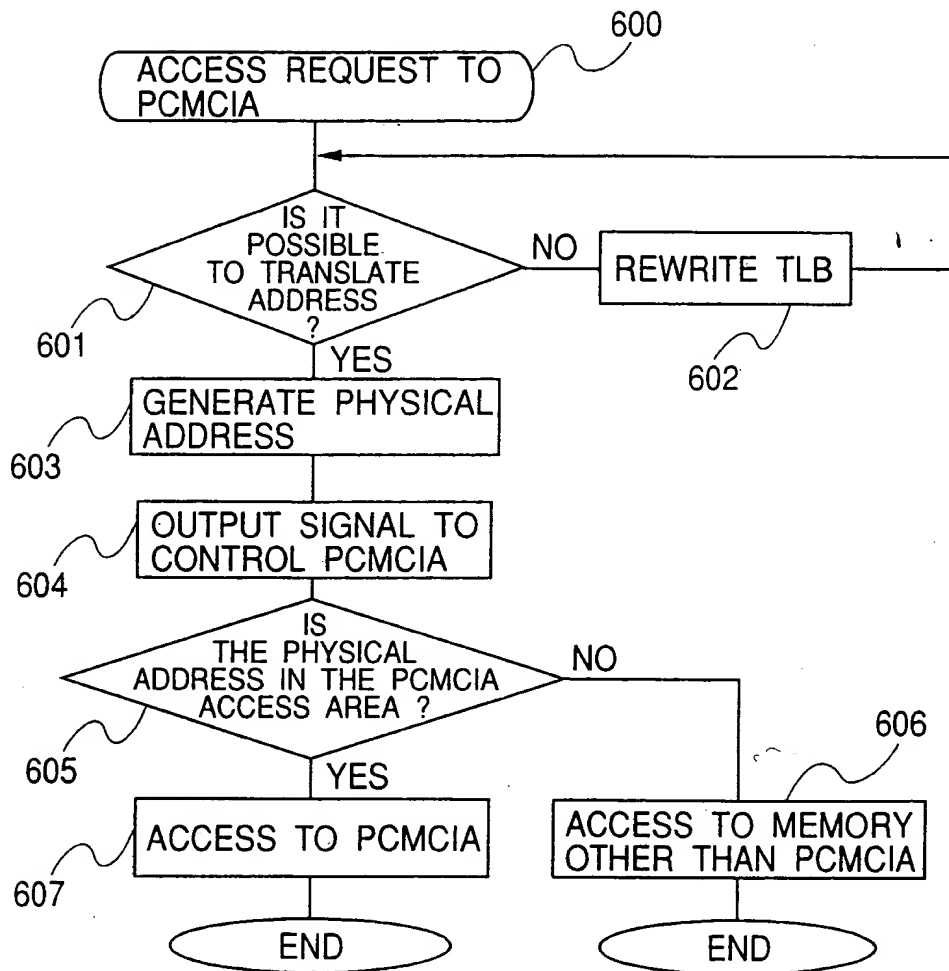 600
ACCESS REQUEST TO
PCMCIA
IS IT
POSSIBLE
TO TRANSLATE
ADDRESS
?
NO
REWRITE TLB
601
602
YES
GENERATE PHYSICAL
ADDRESS
603
OUTPUT SIGNAL TO
CONTROL PCMCIA
604
IS
THE PHYSICAL
ADDRESS IN THE PCMCIA
ACCESS AREA ?
NO
605
606
YES
ACCESS TO PCMCIA
607
ACCESS TO MEMORY
OTHER THAN PCMCIA
END
END